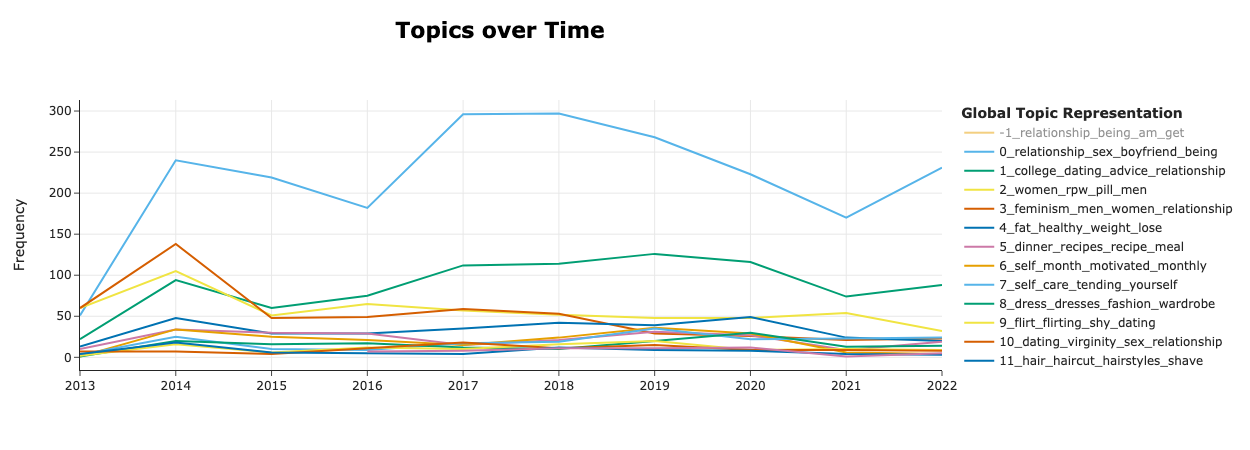 Topics over Time
Frequency
300
250
200
150
100
50
0
2013 2014 2015 2016 2017 2018 2019 2020 2021 2022
Global Topic Representation
-1_relationship_being_am_get
0_relationship_sex_boyfriend_being
1_college_dating_advice_relationship
2_women_rpw_pill_men
3_feminism_men_women_relationship
4_fat_healthy_weight_lose
5_dinner_recipes_recipe_meal
6_self_month_motivated_monthly
7_self_care_tending_yourself
8_dress_dresses_fashion_wardrobe
9_flirt_flirting_shy_dating
10_dating_virginity_sex_relationship
11_hair_haircut_hairstyles_shave